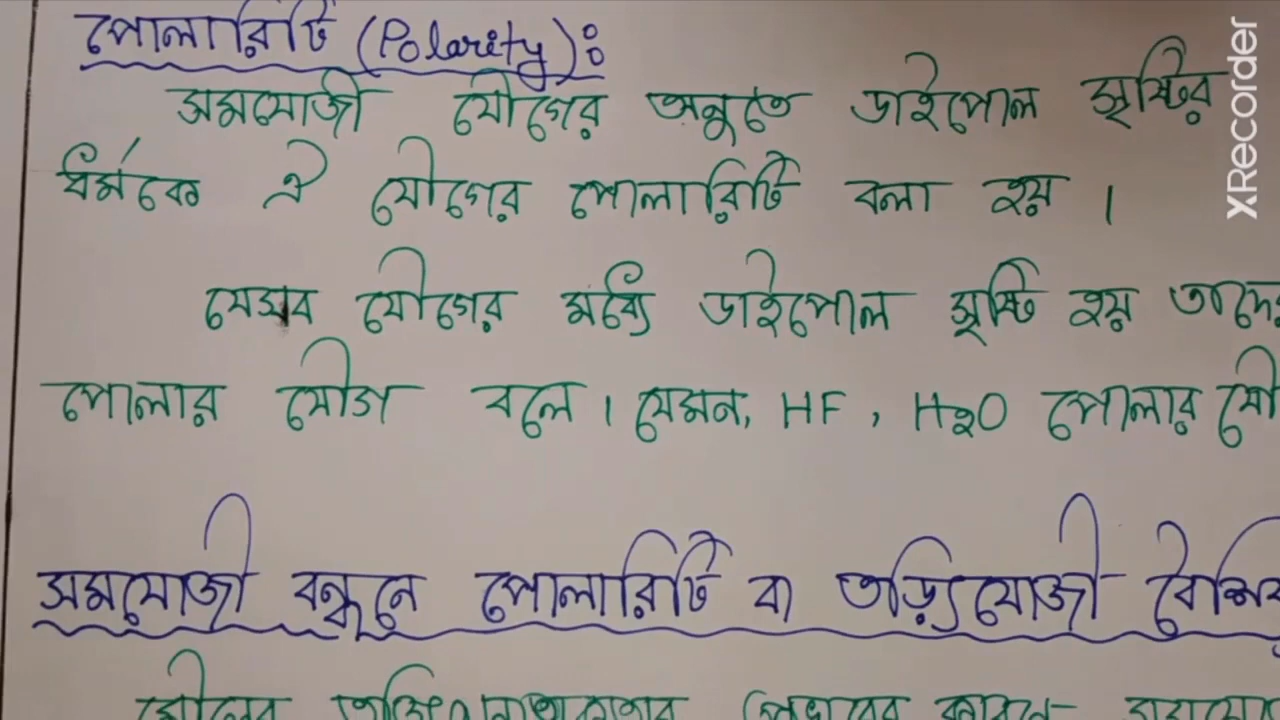 পোলারিটি (Polarity):
সমযোজী যৌগের অনুতে ডাইপোল সৃষ্টির
ধর্মকে ঐ যৌগের পোলারিটি বলা হয় ।
যেসব যৌগের মধ্যে ডাইপোল সৃষ্টি হয় তাদের
পোলার যৌগ বলে । যেমন, HF , H₂O পোলার যৌ
সমযোজী বন্ধনে পোলারিটি বা তড়িৎযোজী বৈশি
XRecorder